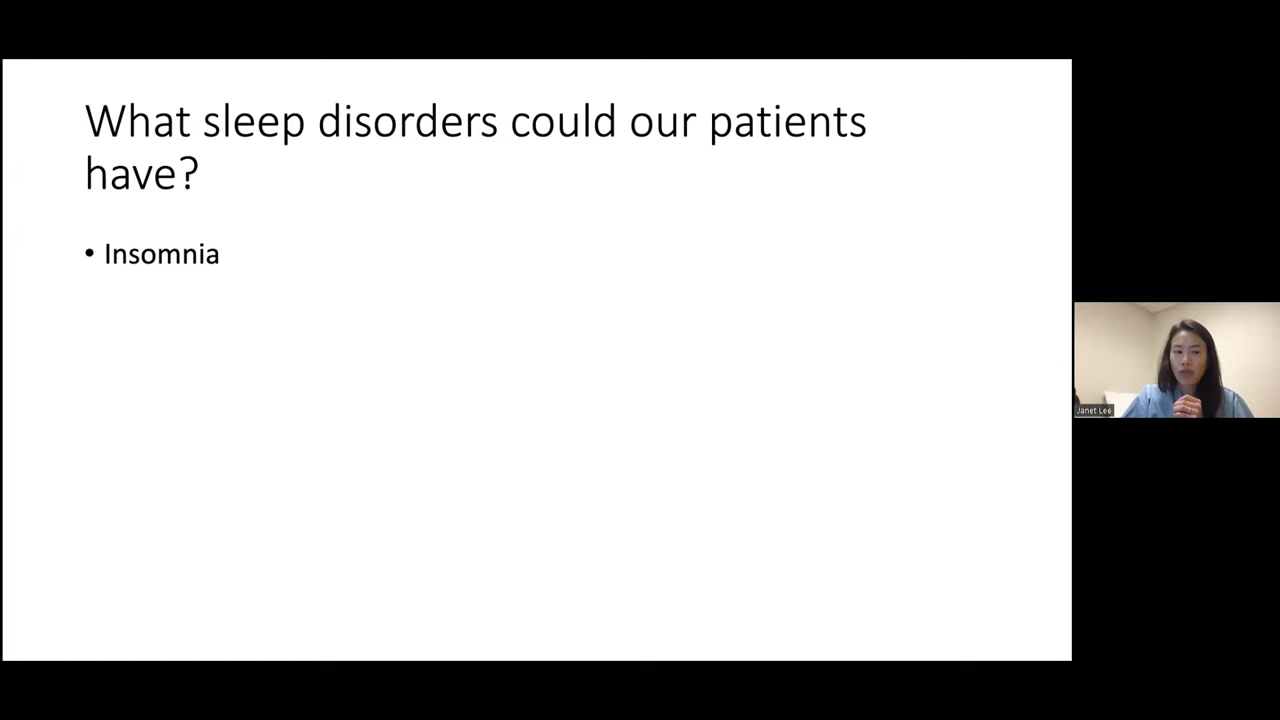 What sleep disorders could our patients
have?
• Insomnia
Janet Lee